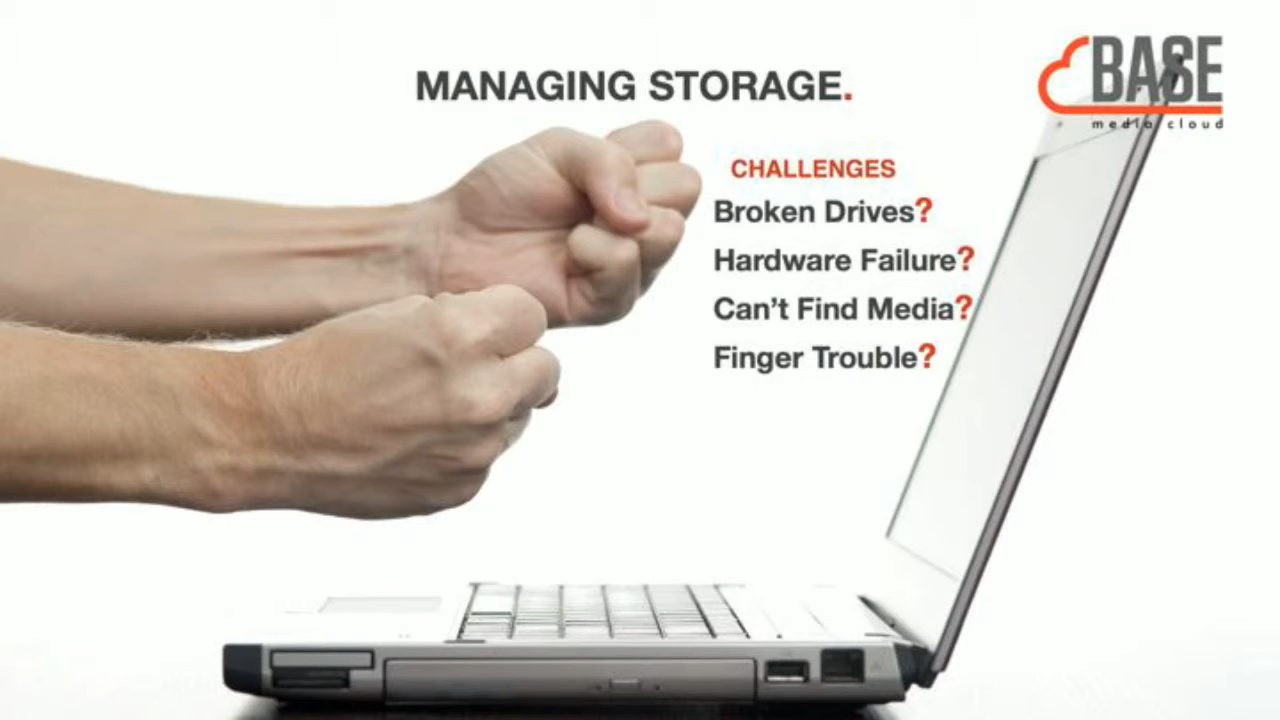 MANAGING STORAGE.
BASE
media cloud
CHALLENGES
Broken Drives?
Hardware Failure?
Can't Find Media?
Finger Trouble?